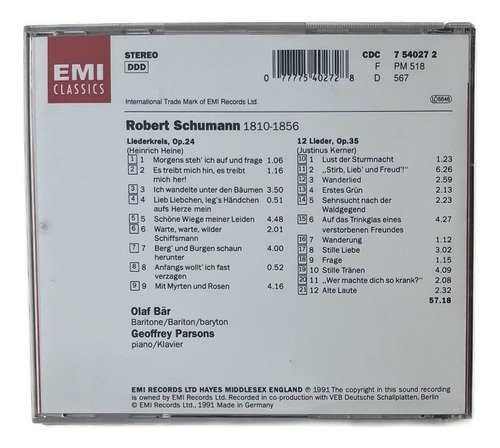 EMI
CLASSICS
STEREO
DDD
CDC 7 54027 2
F PM 518
D 567
0 77775 40272 8
International Trade Mark of EMI Records Ltd.
6646
Robert Schumann 1810-1856
Liederkreis, Op.24
(Heinrich Heine)
1 1 Morgens steh' ich auf und frage 1.06
2 2 Es treibt mich hin, es treibt 1.16
mich her!
3 3 Ich wandelte unter den Bäumen 3.50
4 4 Lieb Liebchen, leg's Händchen 0.51
aufs Herze mein
5 5 Schöne Wiege meiner Leiden 4.48
6 6 Warte, warte, wilder 2.01
Schiffsmann
7 7 Berg' und Burgen schaun 4.00
herunter
8 8 Anfangs wollt' ich fast 0.52
verzagen
9 9 Mit Myrten und Rosen 4.16
12 Lieder, Op.35
(Justinus Kerner)
10 1 Lust der Sturmnacht 1.23
11 2 „Stirb, Lieb' und Freud'!” 6.26
12 3 Wanderlied 2.59
13 4 Erstes Grün 2.13
14 5 Sehnsucht nach der 2.23
Waldgegend
15 6 Auf das Trinkglas eines 4.27
verstorbenen Freundes
16 7 Wanderung 1.12
17 8 Stille Liebe 3.02
18 9 Frage 1.15
19 10 Stille Tränen 4.09
20 11 „Wer machte dich so krank?” 2.08
21 12 Alte Laute 2.32
57.18
Olaf Bär
Baritone/Bariton/baryton
Geoffrey Parsons
piano/Klavier
EMI RECORDS LTD HAYES MIDDLESEX ENGLAND ℗ 1991 The copyright in this sound recording
is owned by EMI Records Ltd. Recorded in co-production with VEB Deutsche Schallplatten, Berlin
© EMI Records Ltd., 1991 Made in Germany